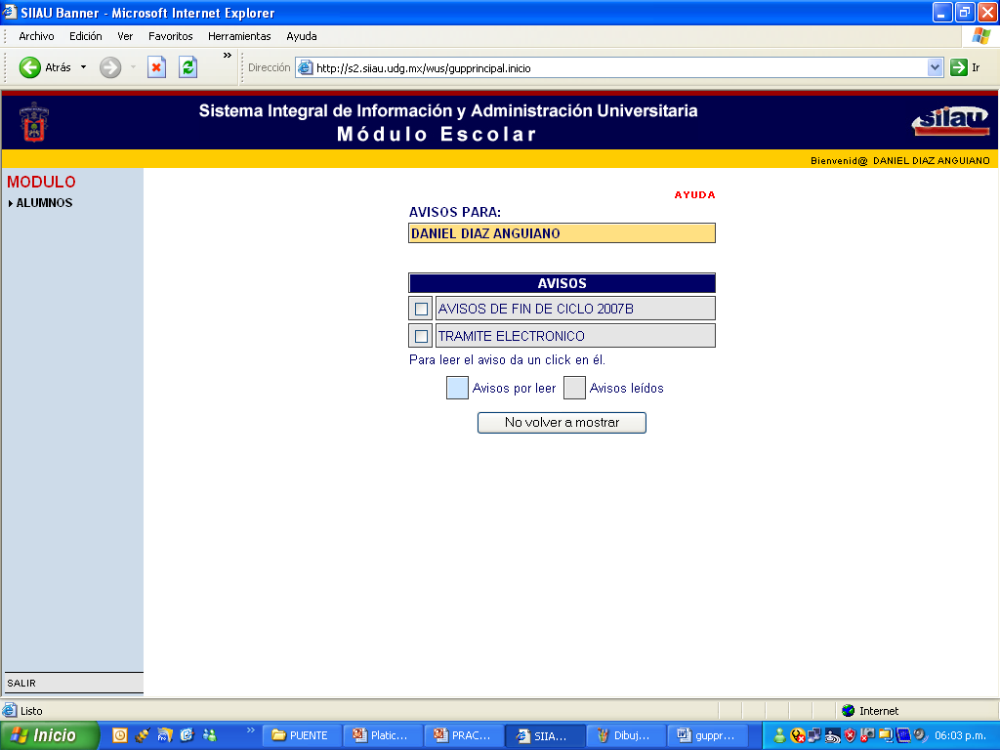 SIIAU Banner - Microsoft Internet Explorer
Archivo Edición Ver Favoritos Herramientas Ayuda
Atrás » Dirección http://s2.siiau.udg.mx/wus/gupprincipal.inicio Ir
Sistema Integral de Información y Administración Universitaria
Módulo Escolar
siiau
Bienvenid@ DANIEL DIAZ ANGUIANO
MODULO
ALUMNOS
AYUDA
AVISOS PARA:
DANIEL DIAZ ANGUIANO
AVISOS
AVISOS DE FIN DE CICLO 2007B
TRAMITE ELECTRONICO
Para leer el aviso da un click en él.
Avisos por leer Avisos leídos
No volver a mostrar
SALIR
Listo Internet
Inicio » PUENTE Platic... PRAC... SIIA... Dibuj... guppr... 06:03 p.m.